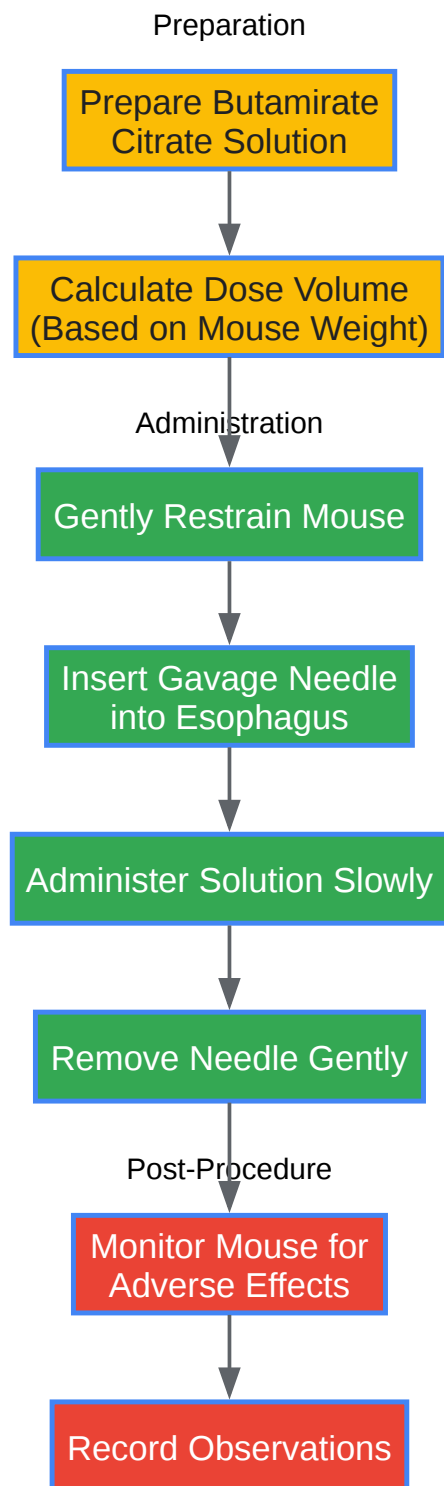 Preparation
Prepare Butamirate
Citrate Solution
Calculate Dose Volume
(Based on Mouse Weight)
Administration
Gently Restrain Mouse
Insert Gavage Needle
into Esophagus
Administer Solution Slowly
Remove Needle Gently
Post-Procedure
Monitor Mouse for
Adverse Effects
Record Observations